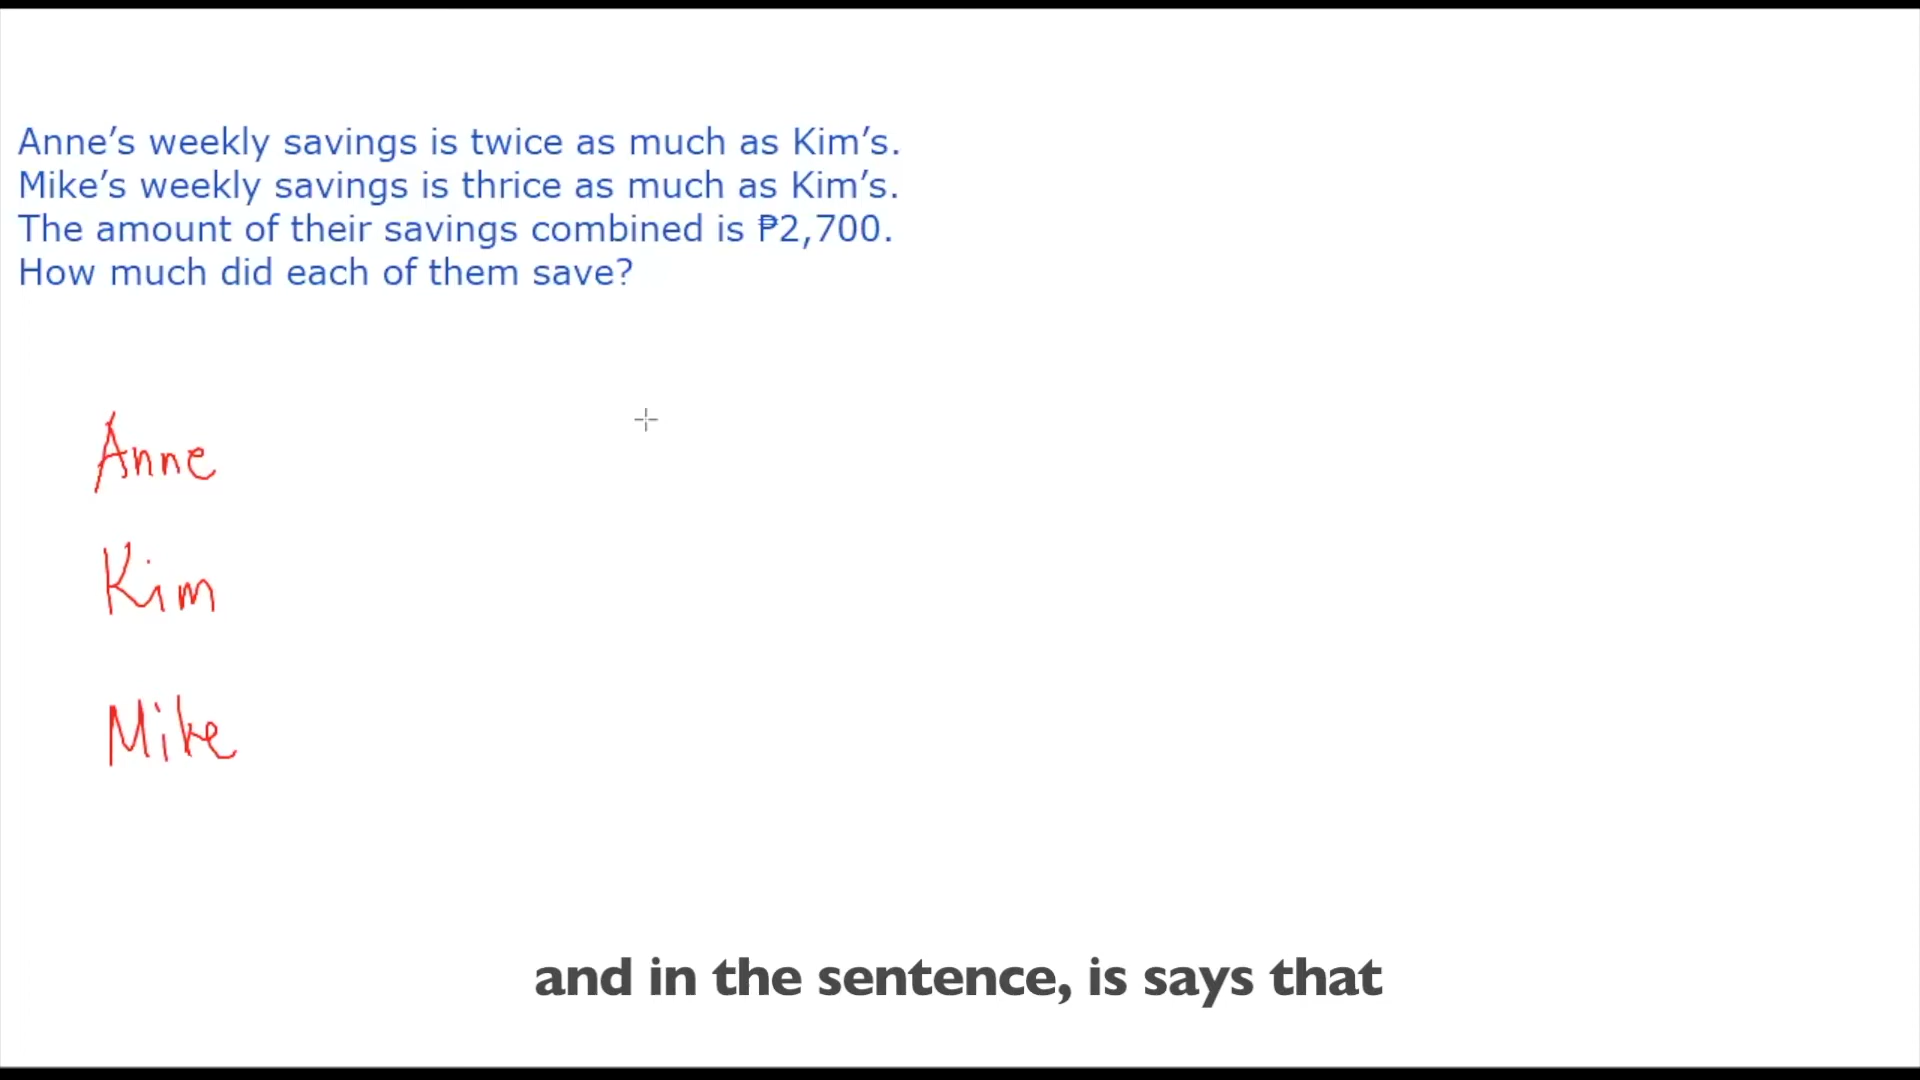 Anne’s weekly savings is twice as much as Kim’s.
Mike’s weekly savings is thrice as much as Kim’s.
The amount of their savings combined is ₱2,700.
How much did each of them save?
Anne
Kim
Mike
and in the sentence, is says that